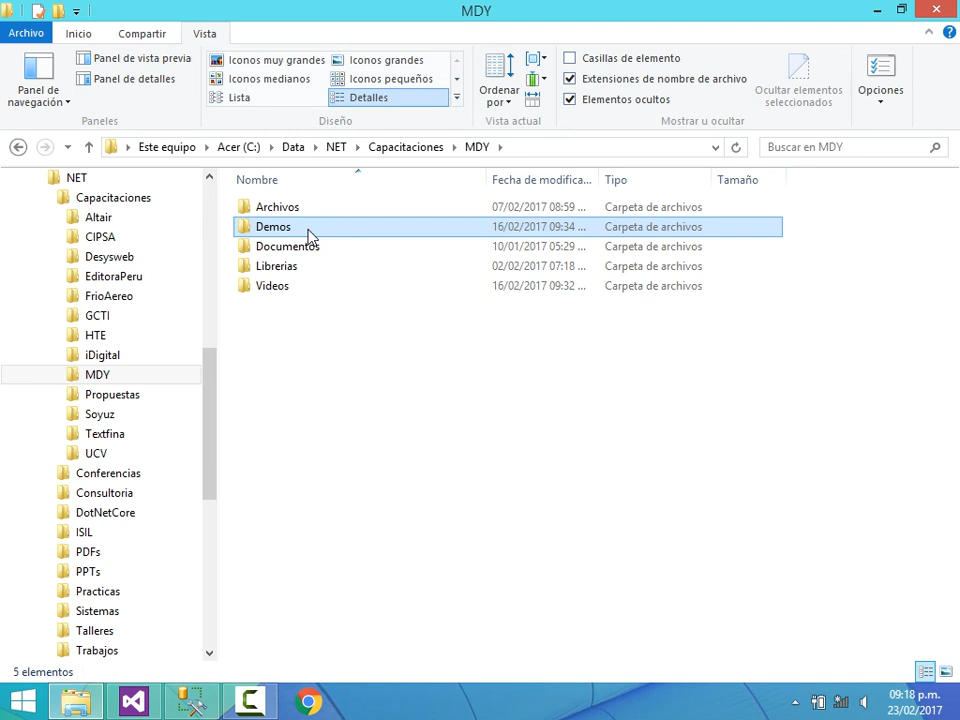 MDY
Archivo Inicio Compartir Vista
Panel de navegación
Panel de vista previa
Panel de detalles
Paneles
Iconos muy grandes Iconos grandes
Iconos medianos Iconos pequeños
Lista Detalles
Diseño
Ordenar por
Vista actual
Casillas de elemento
Extensiones de nombre de archivo
Elementos ocultos
Ocultar elementos seleccionados
Mostrar u ocultar
Opciones
Este equipo Acer (C:) Data NET Capacitaciones MDY
Buscar en MDY
NET
Capacitaciones
Altair
CIPSA
Desysweb
EditoraPeru
FrioAereo
GCTI
HTE
iDigital
MDY
Propuestas
Soyuz
Textfina
UCV
Conferencias
Consultoria
DotNetCore
ISIL
PDFs
PPTs
Practicas
Sistemas
Talleres
Trabajos
Nombre Fecha de modifica... Tipo Tamaño
Archivos 07/02/2017 08:59 ... Carpeta de archivos
Demos 16/02/2017 09:34 ... Carpeta de archivos
Documentos 10/01/2017 05:29 ... Carpeta de archivos
Librerias 02/02/2017 07:18 ... Carpeta de archivos
Videos 16/02/2017 09:32 ... Carpeta de archivos
5 elementos
09:18 p.m.
23/02/2017